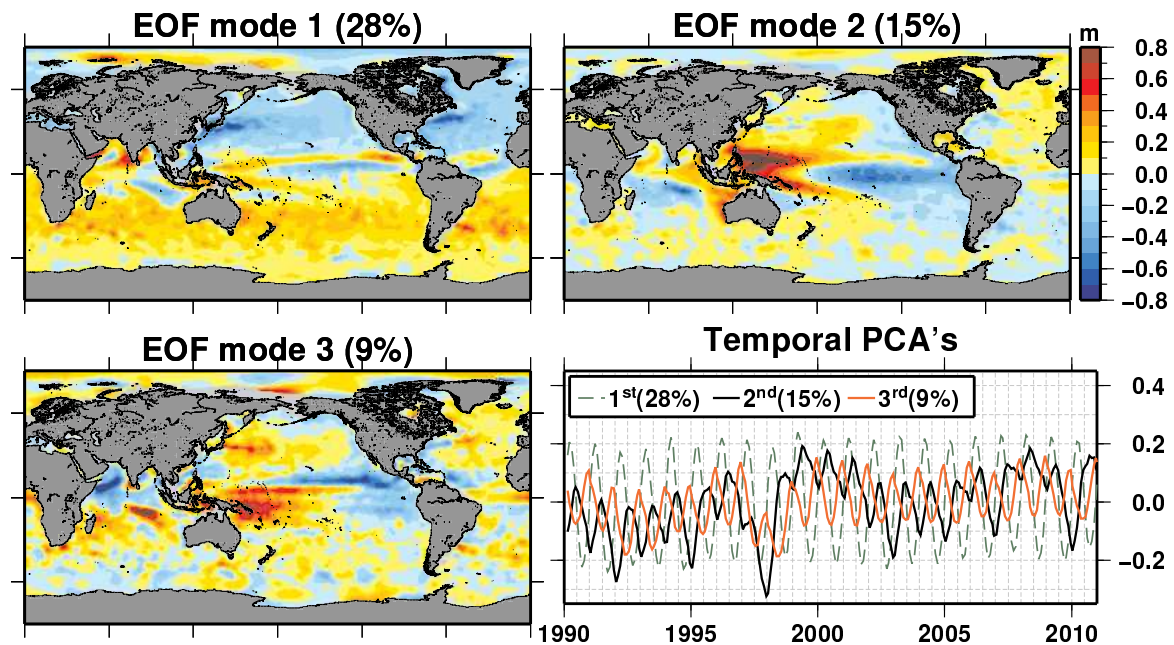 EOF mode 1 (28%)
EOF mode 2 (15%)
m
0.8
0.6
0.4
0.2
0.0
−0.2
−0.4
−0.6
−0.8
EOF mode 3 (9%)
Temporal PCA's
1st(28%) 2nd(15%) 3rd(9%)
0.4
0.2
0.0
−0.2
1990 1995 2000 2005 2010